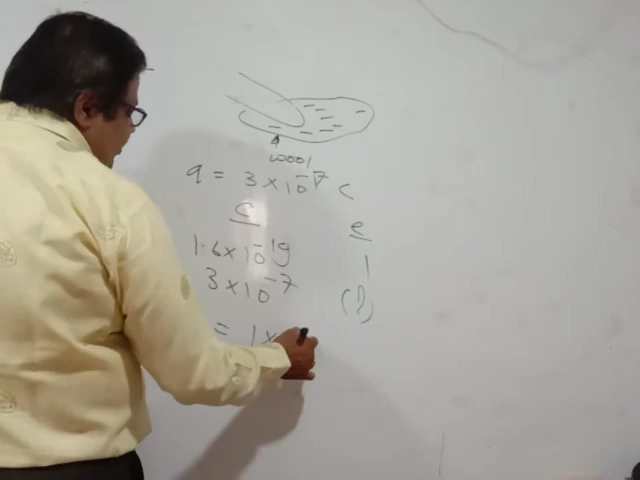 wool
q = 3 × 10⁻⁷ C
C e
1.6 × 10⁻¹⁹ 1
3 × 10⁻⁷ (?)
= 1 ×